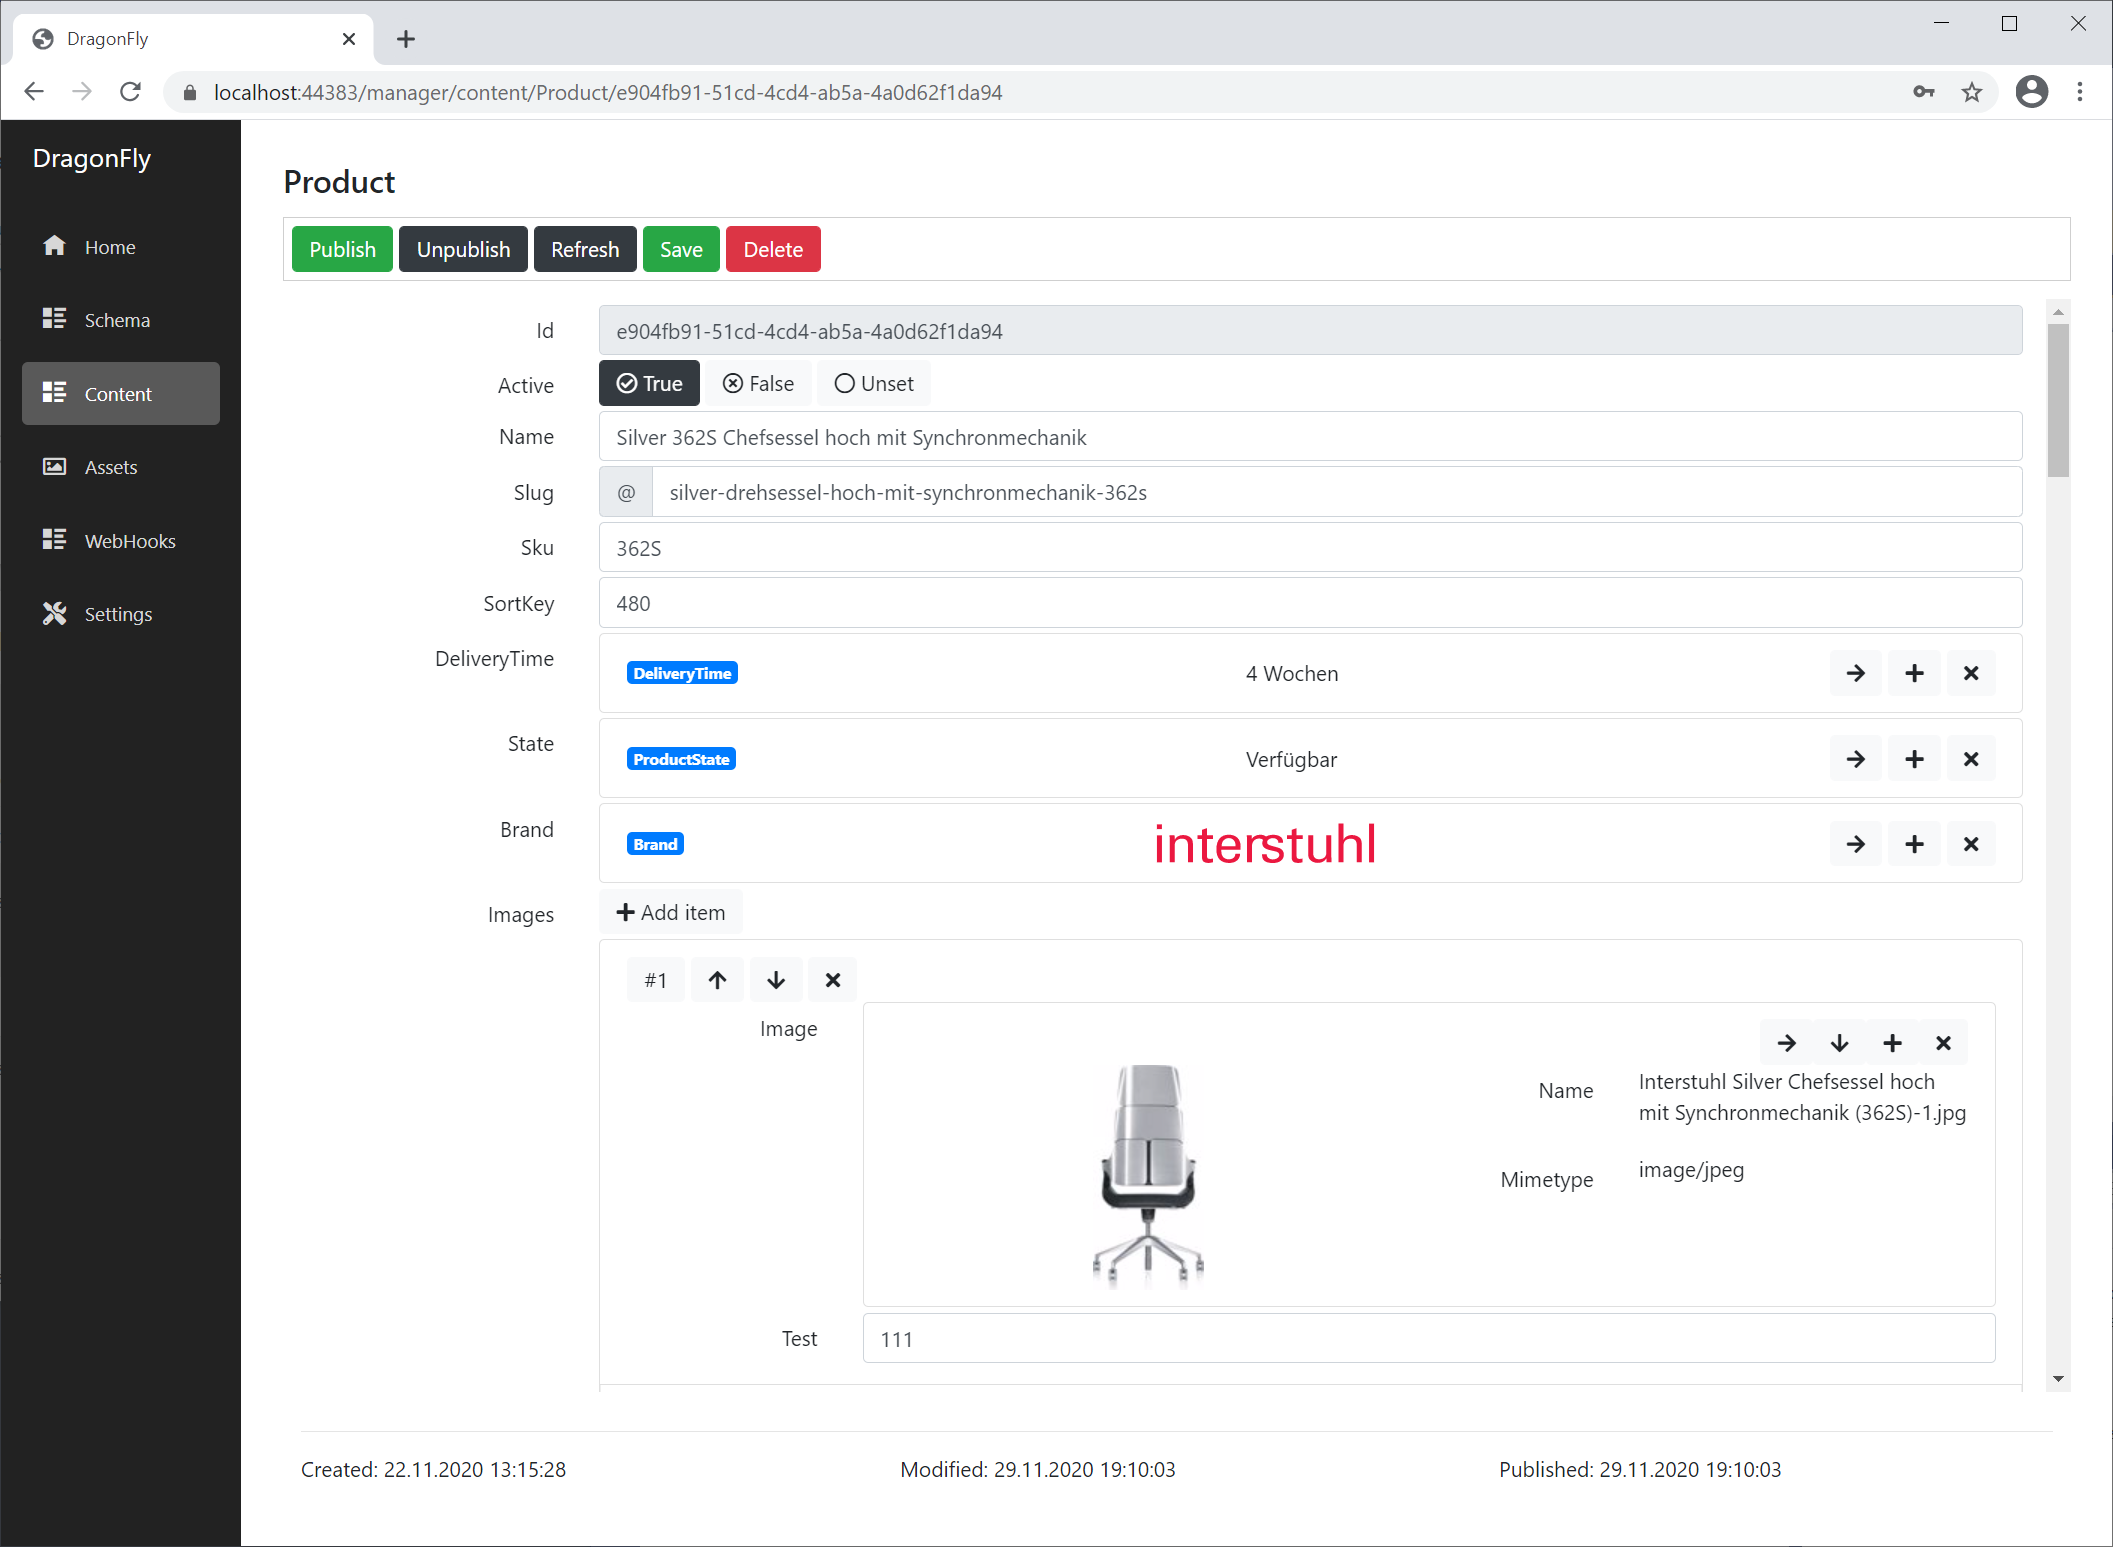 DragonFly
localhost:44383/manager/content/Product/e904fb91-51cd-4cd4-ab5a-4a0d62f1da94
DragonFly
Home
Schema
Content
Assets
WebHooks
Settings
Product
Publish Unpublish Refresh Save Delete
Id e904fb91-51cd-4cd4-ab5a-4a0d62f1da94
Active True False Unset
Name Silver 362S Chefsessel hoch mit Synchronmechanik
Slug @ silver-drehsessel-hoch-mit-synchronmechanik-362s
Sku 362S
SortKey 480
DeliveryTime DeliveryTime 4 Wochen
State ProductState Verfügbar
Brand Brand interstuhl
Images Add item
#1
Image
Name Interstuhl Silver Chefsessel hoch
mit Synchronmechanik (362S)-1.jpg
Mimetype image/jpeg
Test 111
Created: 22.11.2020 13:15:28 Modified: 29.11.2020 19:10:03 Published: 29.11.2020 19:10:03